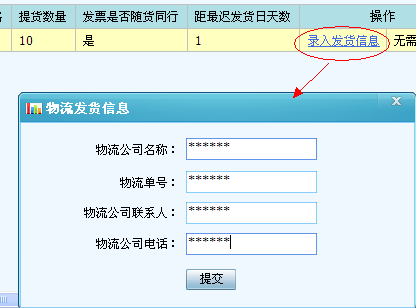 提货数量 发票是否随货同行 距最迟发货日天数 操作
10 是 1 录入发货信息 无需
物流发货信息 X
物流公司名称： ******
物流单号： ******
物流公司联系人： ******
物流公司电话： ******
提交